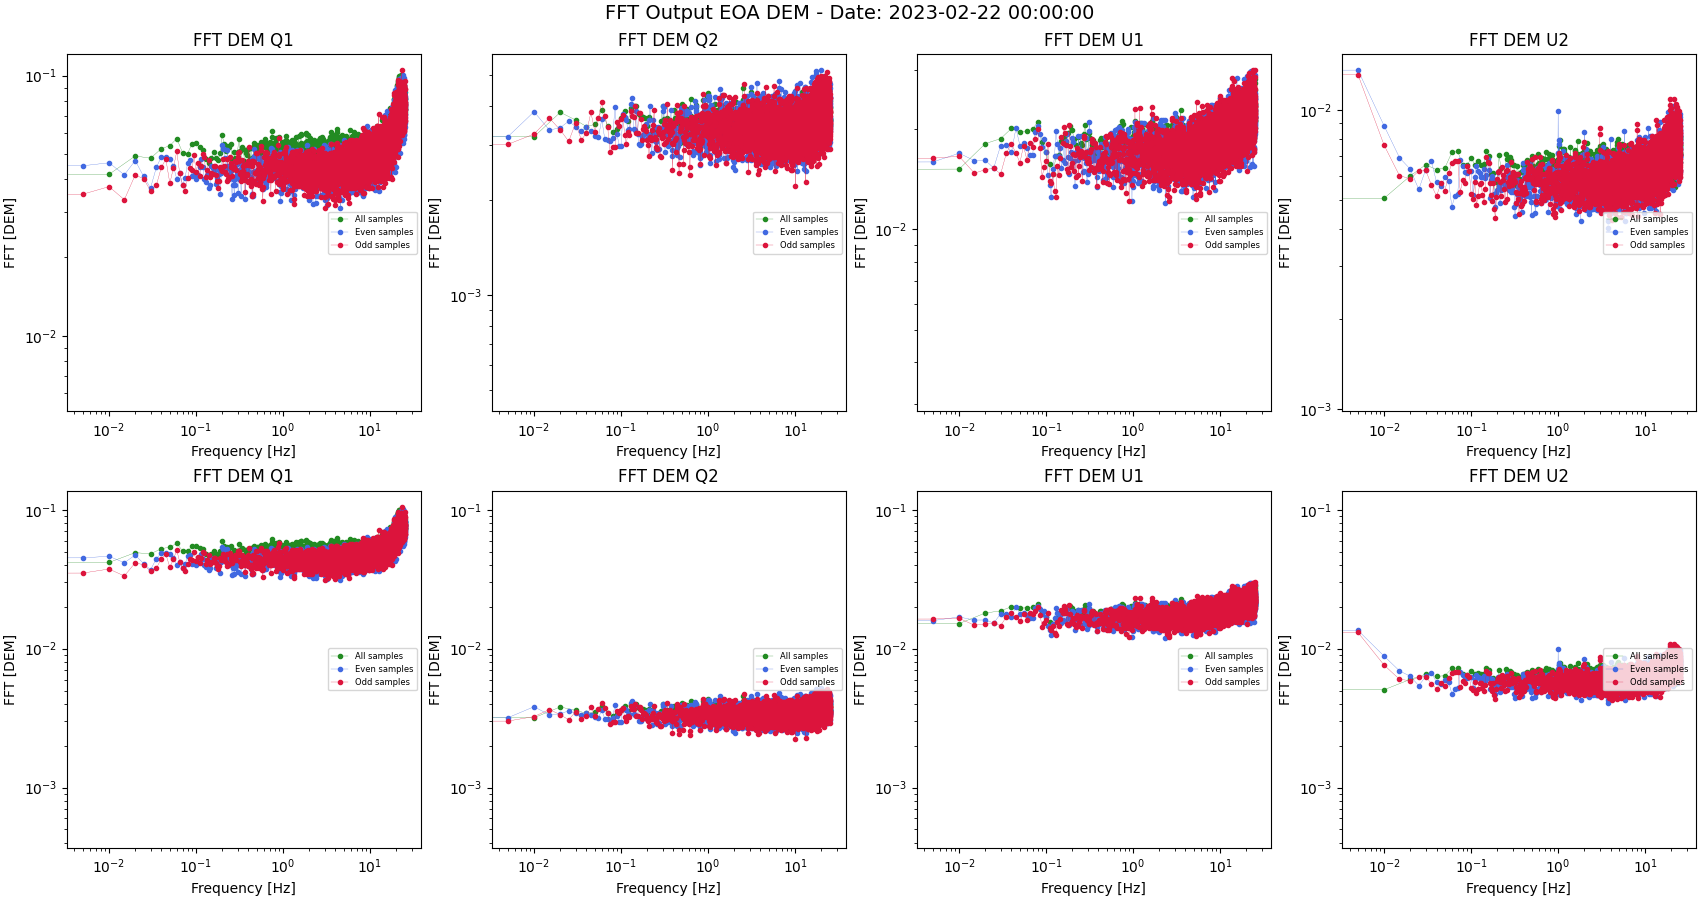 FFT Output EOA DEM - Date: 2023-02-22 00:00:00
FFT DEM Q1
FFT [DEM]
10⁻¹
10⁻²
All samples
Even samples
Odd samples
10⁻² 10⁻¹ 10⁰ 10¹
Frequency [Hz]
FFT DEM Q2
FFT [DEM]
10⁻³
All samples
Even samples
Odd samples
10⁻² 10⁻¹ 10⁰ 10¹
Frequency [Hz]
FFT DEM U1
FFT [DEM]
10⁻²
All samples
Even samples
Odd samples
10⁻² 10⁻¹ 10⁰ 10¹
Frequency [Hz]
FFT DEM U2
FFT [DEM]
10⁻²
10⁻³
All samples
Even samples
Odd samples
10⁻² 10⁻¹ 10⁰ 10¹
Frequency [Hz]
FFT DEM Q1
FFT [DEM]
10⁻¹
10⁻²
10⁻³
All samples
Even samples
Odd samples
10⁻² 10⁻¹ 10⁰ 10¹
Frequency [Hz]
FFT DEM Q2
FFT [DEM]
10⁻¹
10⁻²
10⁻³
All samples
Even samples
Odd samples
10⁻² 10⁻¹ 10⁰ 10¹
Frequency [Hz]
FFT DEM U1
FFT [DEM]
10⁻¹
10⁻²
10⁻³
All samples
Even samples
Odd samples
10⁻² 10⁻¹ 10⁰ 10¹
Frequency [Hz]
FFT DEM U2
FFT [DEM]
10⁻¹
10⁻²
10⁻³
All samples
Even samples
Odd samples
10⁻² 10⁻¹ 10⁰ 10¹
Frequency [Hz]